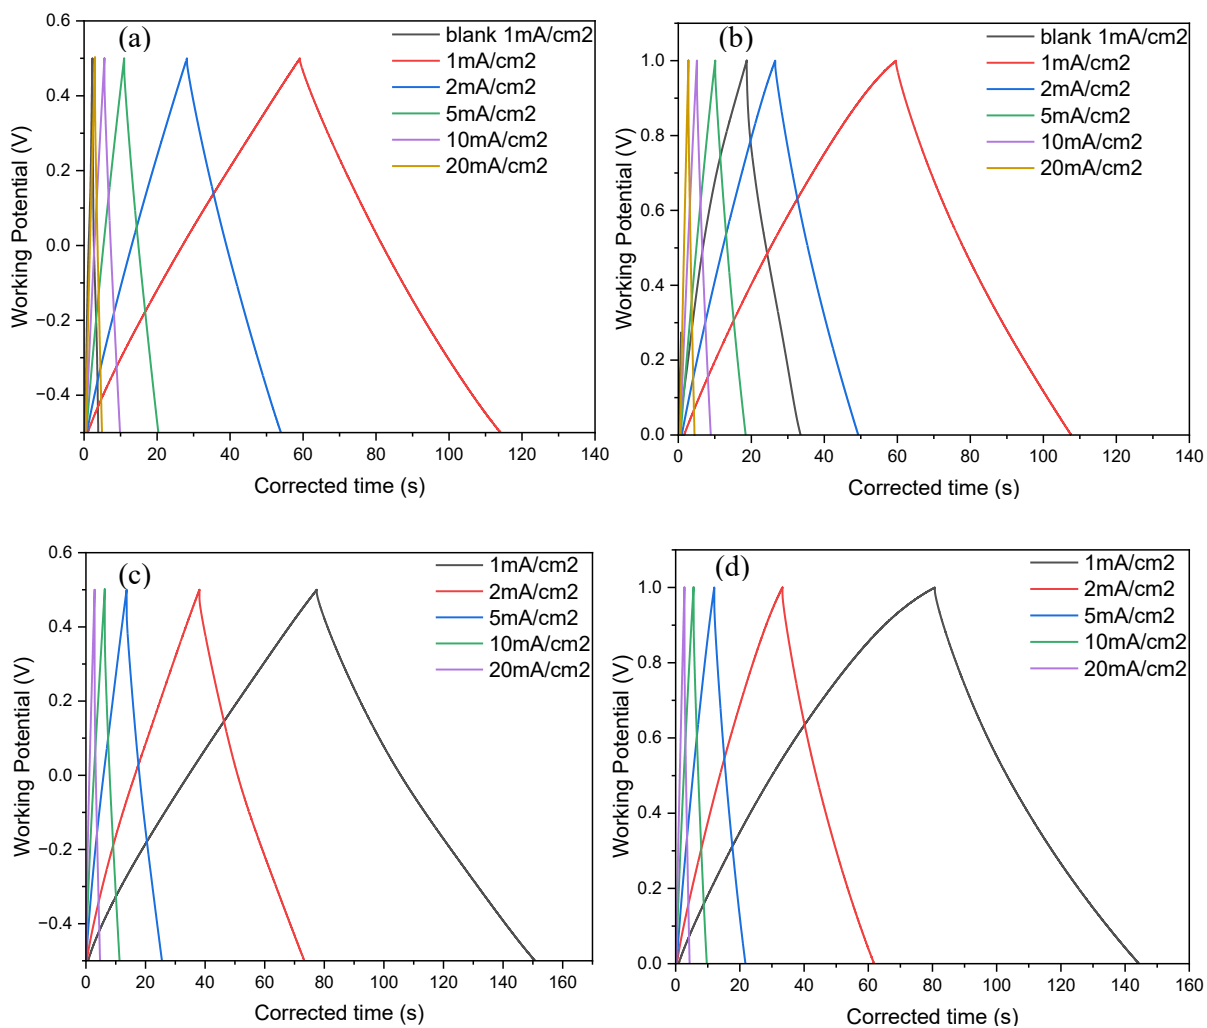 (a)
blank 1mA/cm2
1mA/cm2
2mA/cm2
5mA/cm2
10mA/cm2
20mA/cm2
0.6
0.4
0.2
0.0
−0.2
−0.4
Working Potential (V)
0 20 40 60 80 100 120 140
Corrected time (s)
(b)
blank 1mA/cm2
1mA/cm2
2mA/cm2
5mA/cm2
10mA/cm2
20mA/cm2
1.0
0.8
0.6
0.4
0.2
0.0
Working Potential (V)
0 20 40 60 80 100 120 140
Corrected time (s)
(c)
1mA/cm2
2mA/cm2
5mA/cm2
10mA/cm2
20mA/cm2
0.6
0.4
0.2
0.0
−0.2
−0.4
Working Potential (V)
0 20 40 60 80 100 120 140 160
Corrected time (s)
(d)
1mA/cm2
2mA/cm2
5mA/cm2
10mA/cm2
20mA/cm2
1.0
0.8
0.6
0.4
0.2
0.0
Working Potential (V)
0 20 40 60 80 100 120 140 160
Corrected time (s)